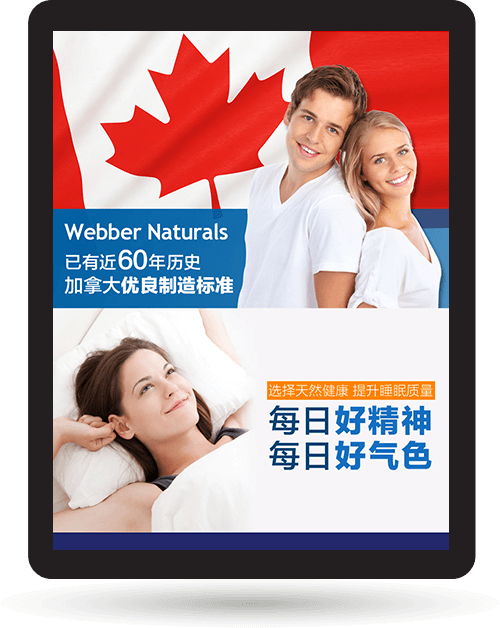 Webber Naturals
已有近60年历史
加拿大优良制造标准
选择天然健康 提升睡眠质量
每日好精神
每日好气色